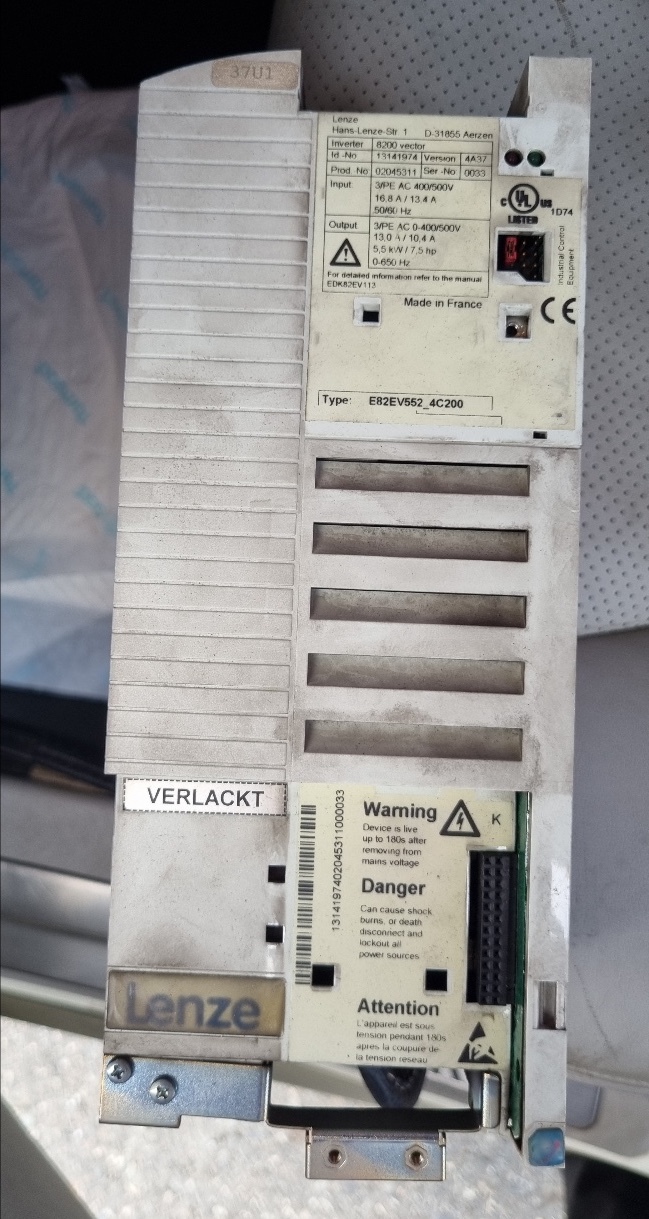 37U1
Lenze
Hans-Lenze-Str. 1 D-31855 Aerzen
Inverter 8200 vector
Id.-No 13141974 Version 4A37
Prod. No 02045311 Ser.-No 0033
Input 3/PE AC 400/500V
16,8 A / 13,4 A
50/60 Hz
Output 3/PE AC 0-400/500V
13,0 A / 10,4 A
5,5 kW / 7,5 hp
0-650 Hz
For detailed information refer to the manual
EDK82EV113
Made in France
C UL US
LISTED
1D74
Industrial Control
Equipment
CE
Type: E82EV552_4C200
VERLACKT
1314197402045311000033
Warning
Device is live
up to 180s after
removing from
mains voltage
K
Danger
Can cause shock
burns, or death
disconnect and
lockout all
power sources
Attention
L'appareil est sous
tension pendant 180s
après la coupure de
la tension réseau
Lenze